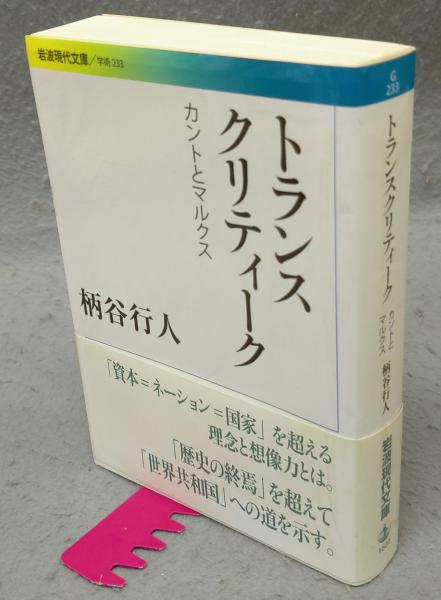 岩波現代文庫/学術 233
トランス
クリティーク
カントとマルクス
柄谷行人
「資本=ネーション=国家」を超える
理念と想像力とは。
「歴史の終焉」を超えて
「世界共和国」への道を示す。
G
233
トランスクリティーク
カントと
マルクス
柄谷行人
岩波現代文庫